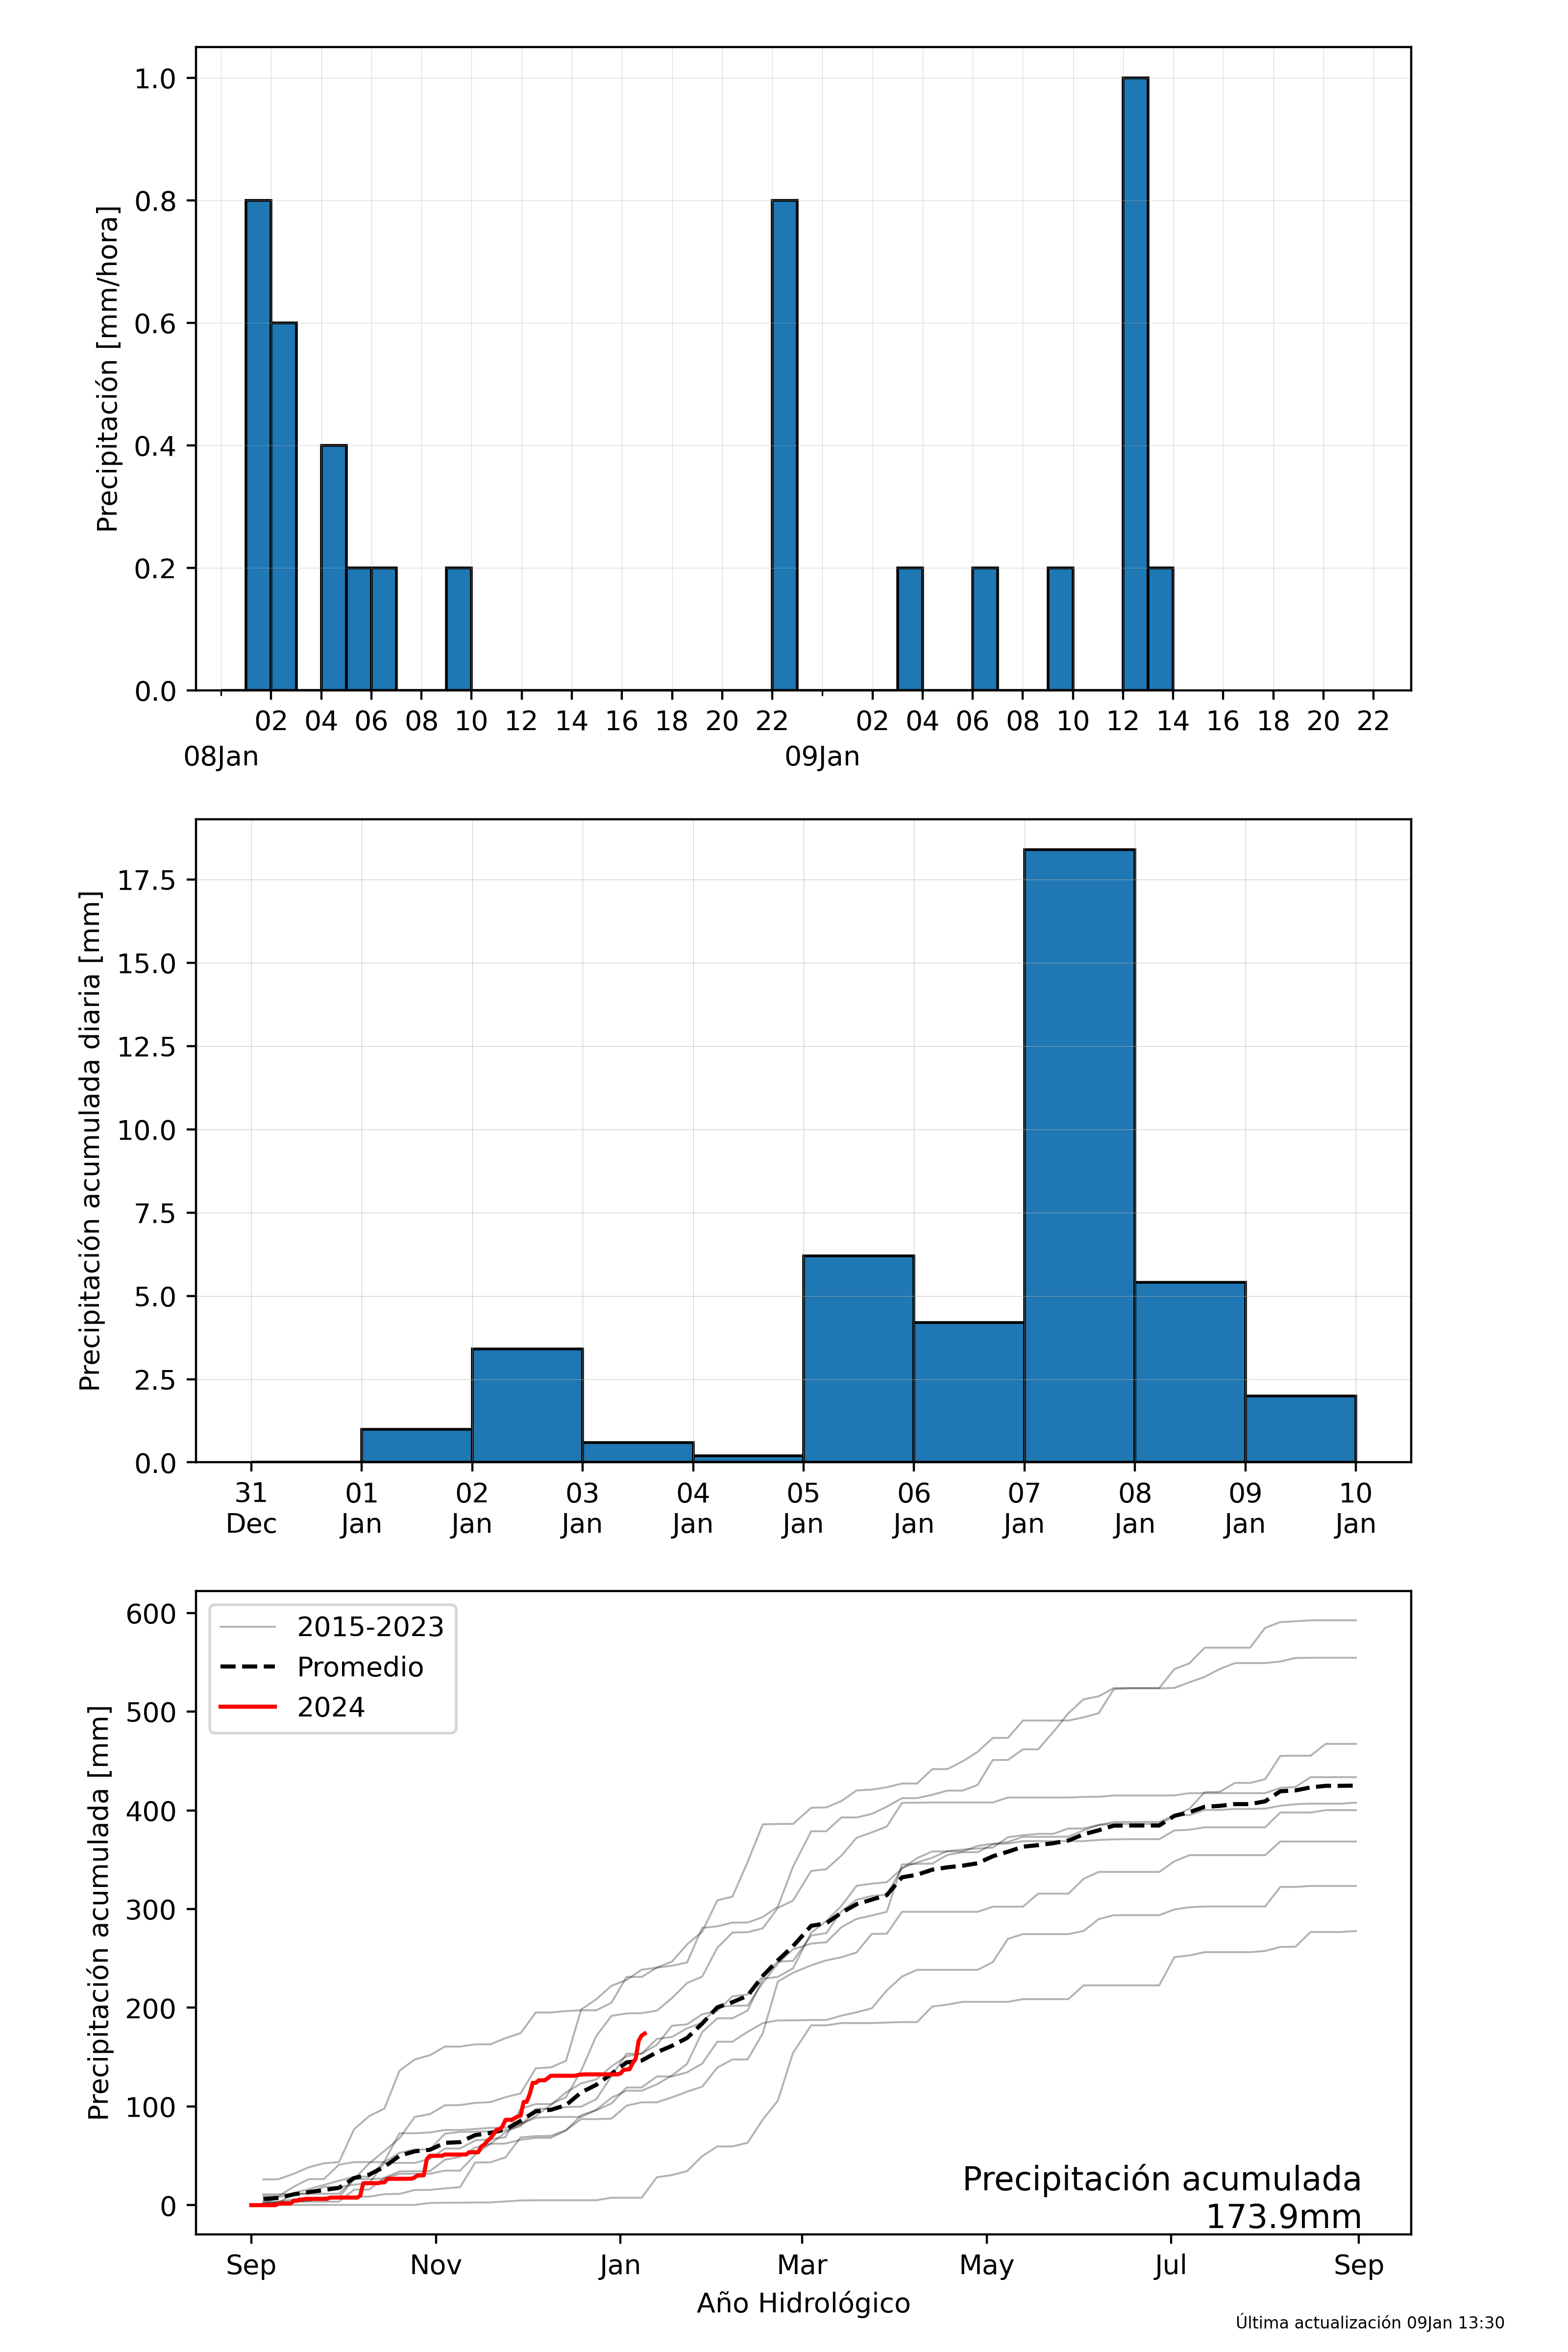 1.0
0.8
0.6
0.4
0.2
0.0
Precipitación [mm/hora]
02 04 06 08 10 12 14 16 18 20 22 02 04 06 08 10 12 14 16 18 20 22
08Jan 09Jan
17.5
15.0
12.5
10.0
7.5
5.0
2.5
0.0
Precipitación acumulada diaria [mm]
31 01 02 03 04 05 06 07 08 09 10
Dec Jan Jan Jan Jan Jan Jan Jan Jan Jan Jan
600
500
400
300
200
100
0
Precipitación acumulada [mm]
2015-2023
Promedio
2024
Precipitación acumulada
173.9mm
Sep Nov Jan Mar May Jul Sep
Año Hidrológico
Última actualización 09Jan 13:30